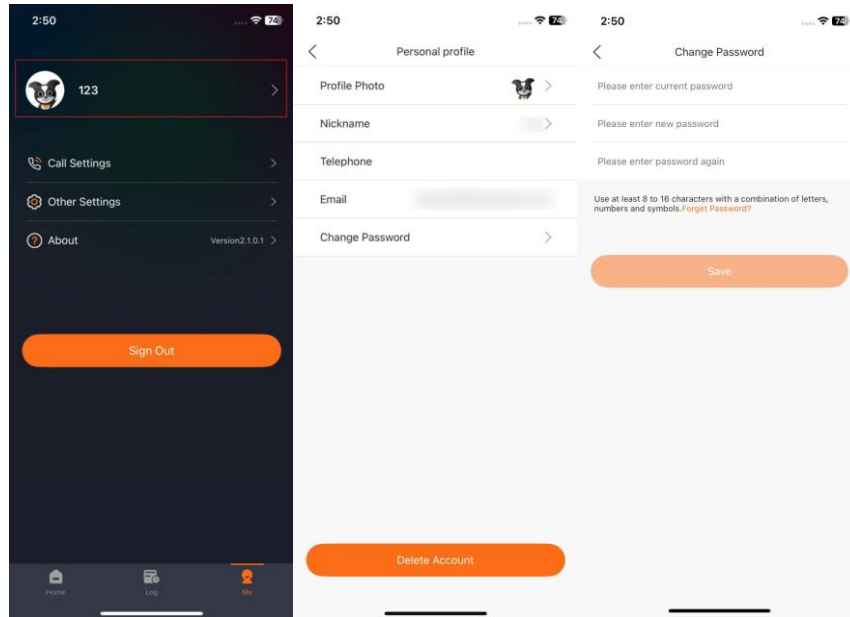 2:50
74
123
Call Settings
Other Settings
About
Version2.1.0.1
Sign Out
Home
Log
Me
2:50
74
Personal profile
Profile Photo
Nickname
Telephone
Email
Change Password
Delete Account
2:50
74
Change Password
Please enter current password
Please enter new password
Please enter password again
Use at least 8 to 16 characters with a combination of letters,
numbers and symbols.Forget Password?
Save